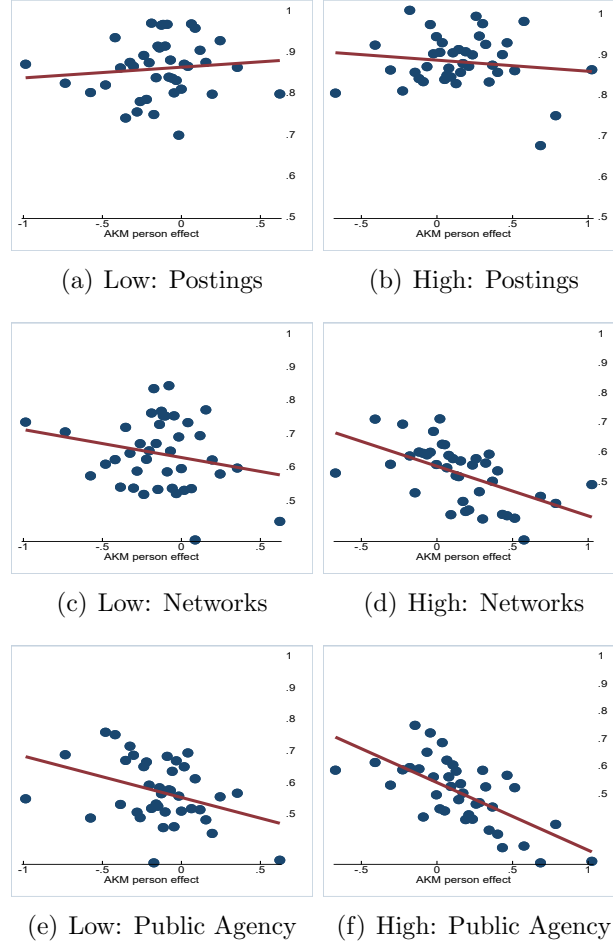 1 1
.9 .9
.8 .8
.7 .7
.6 .6
.5 .5
-1 -.5 0 .5 -.5 0 .5 1
AKM person effect AKM person effect
(a) Low: Postings (b) High: Postings
1 1
.9 .9
.8 .8
.7 .7
.6 .6
.5 .5
-1 -.5 0 .5 -.5 0 .5 1
AKM person effect AKM person effect
(c) Low: Networks (d) High: Networks
1 1
.9 .9
.8 .8
.7 .7
.6 .6
.5 .5
-1 -.5 0 .5 -.5 0 .5 1
AKM person effect AKM person effect
(e) Low: Public Agency (f) High: Public Agency